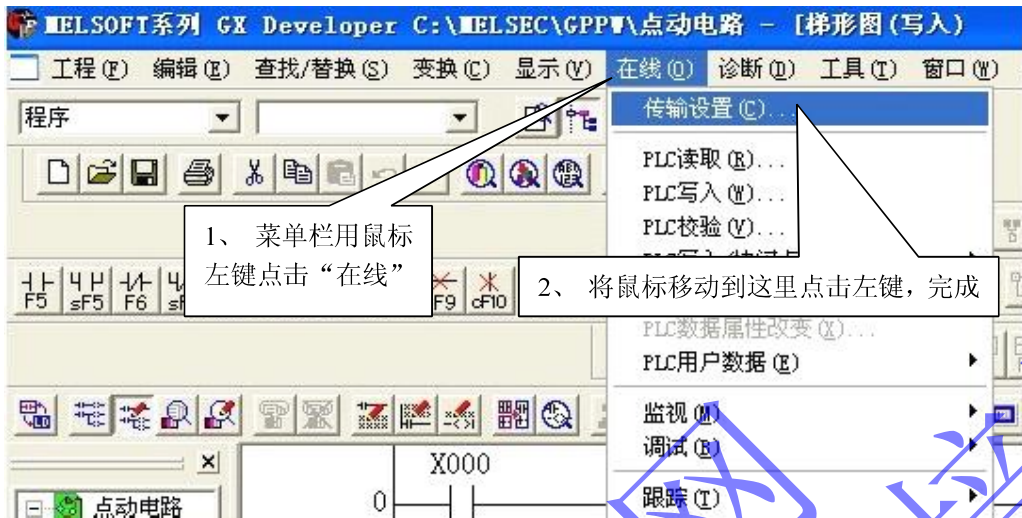 MELSOFT系列 GX Developer C:\MELSEC\GPPW\点动电路 - [梯形图(写入)
工程(F) 编辑(E) 查找/替换(S) 变换(C) 显示(V) 在线(O) 诊断(D) 工具(T) 窗口(W)
程序
传输设置(C)...
PLC读取(R)...
PLC写入(W)...
PLC校验(V)...
1、 菜单栏用鼠标
左键点击“在线”
2、 将鼠标移动到这里点击左键，完成
F5 sF5 F6 F9 cF10
PLC数据属性改变(X)...
PLC用户数据(E)
监视(M)
调试(B)
跟踪(T)
X000
0
点动电路